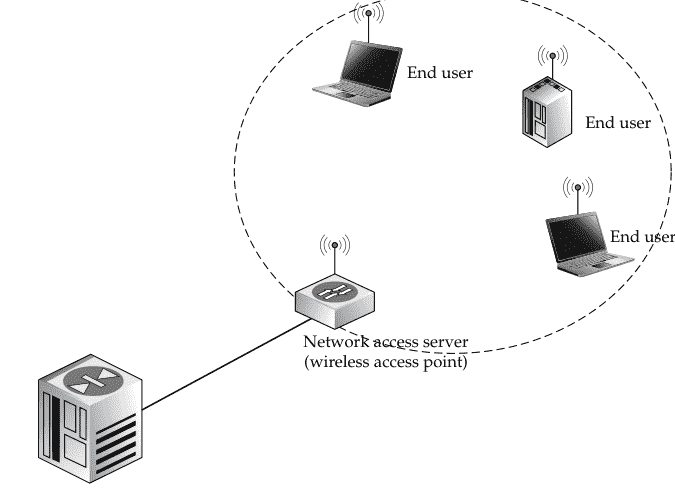 End user
End user
End user
Network access server
(wireless access point)